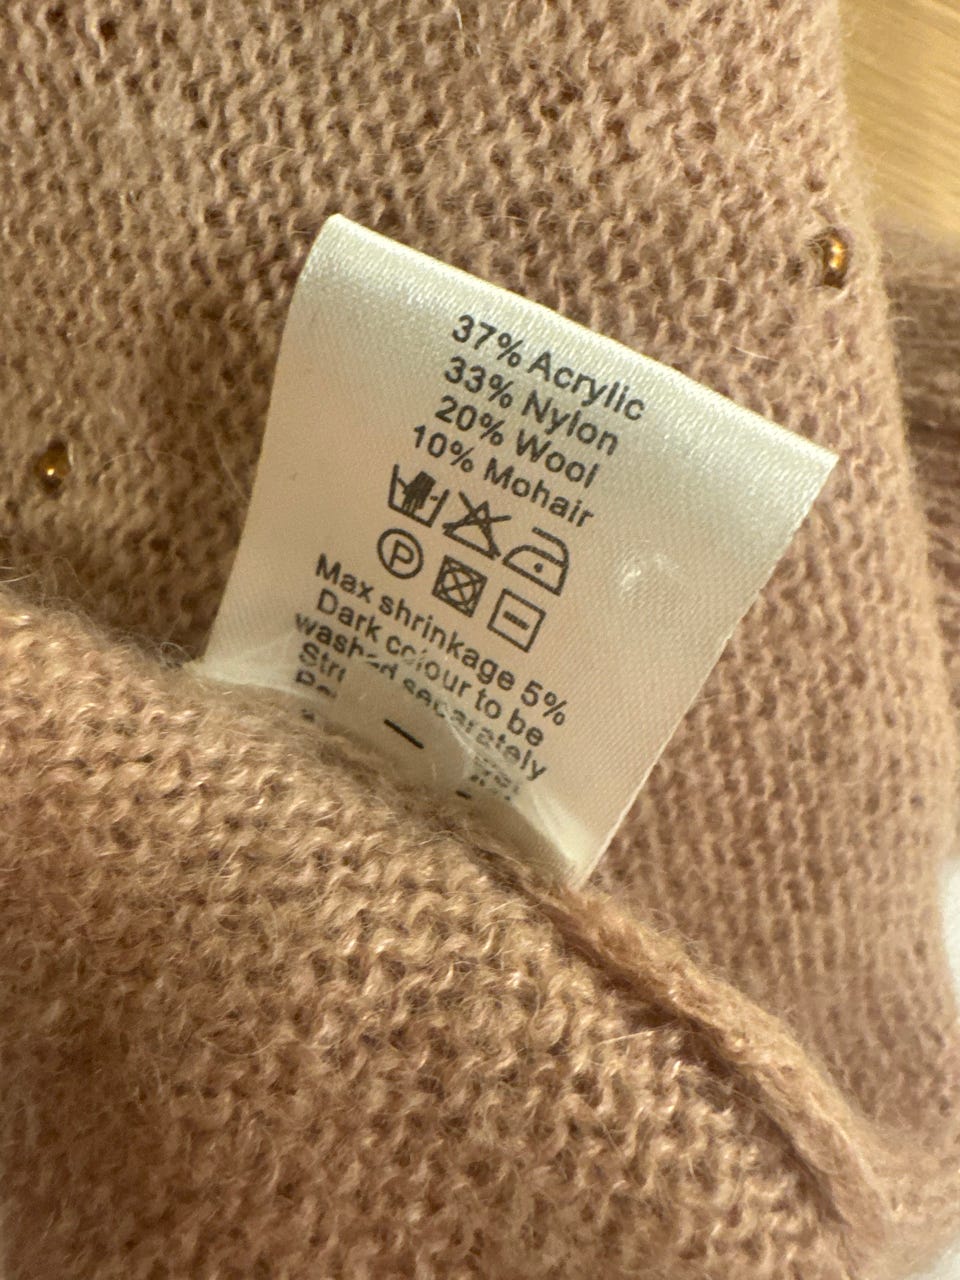 37% Acrylic
33% Nylon
20% Wool
10% Mohair
P
Max shrinkage 5%
Dark colour to be
washed separately